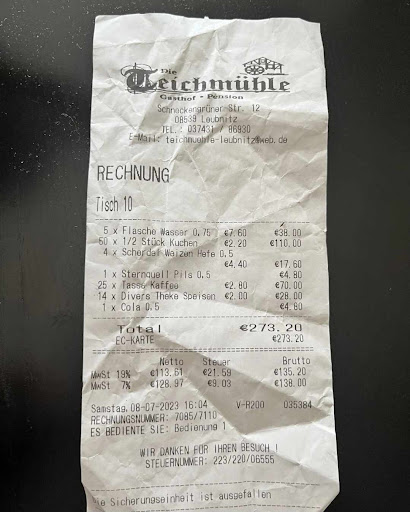 Die
Teichmühle
Gasthof - Pension
Schneckengrüner Str. 12
08539 Leubnitz
TEL.: 037431 / 86930
E-Mail: teichmuehle-leubnitz@web.de
RECHNUNG
Tisch 10
5 x Flasche Wasser 0,75 €7.60 €38.00
50 x 1/2 Stück Kuchen €2.20 €110.00
4 x Scherdel Weizen Hefe 0.5
€4.40 €17.60
1 x Sternquell Pils 0.5 €4.80
25 x Tasse Kaffee €2.80 €70.00
14 x Divers Theke Speisen €2.00 €28.00
1 x Cola 0.5 €4.80
Total €273.20
EC-KARTE €273.20
Netto Steuer Brutto
MwSt 19% €113.61 €21.59 €135.20
MwSt 7% €128.97 €9.03 €138.00
Samstag, 08-07-2023 16:04 V-R200 035384
RECHNUNGSNUMMER: 7085/7110
ES BEDIENTE SIE: Bedienung 1
WIR DANKEN FÜR IHREN BESUCH !
STEUERNUMMER: 223/220/06555
Die Sicherungseinheit ist ausgefallen